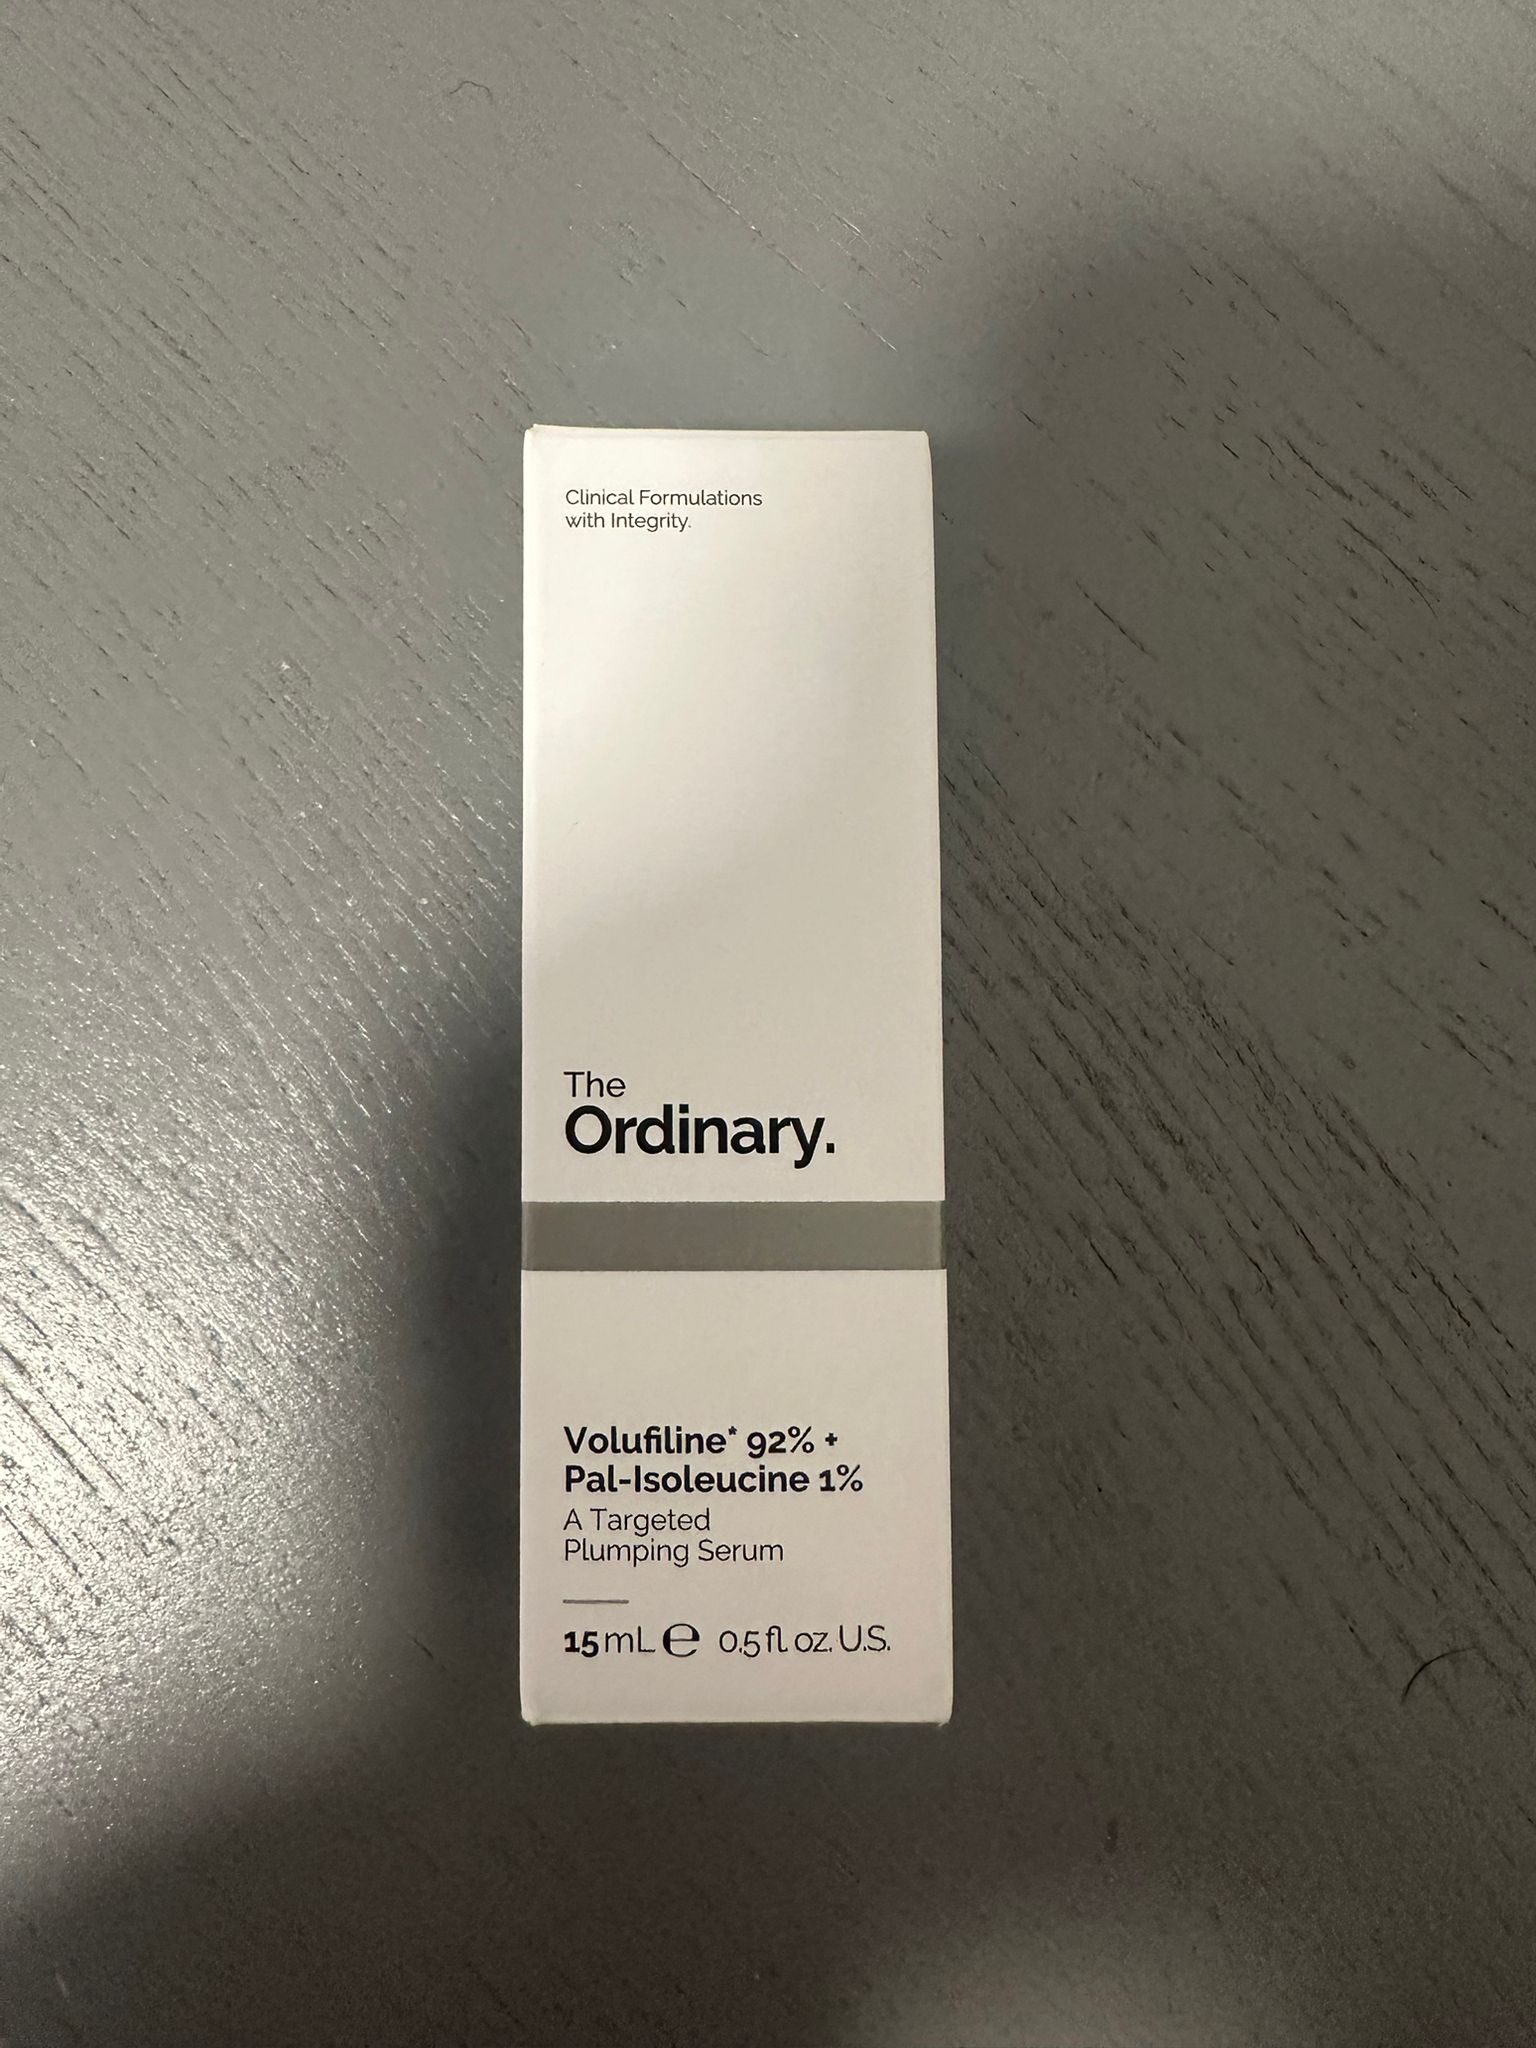 Clinical Formulations
with Integrity.
The
Ordinary.
Volufiline* 92% +
Pal-Isoleucine 1%
A Targeted
Plumping Serum
15 mL ℮ 0.5 fl oz. U.S.